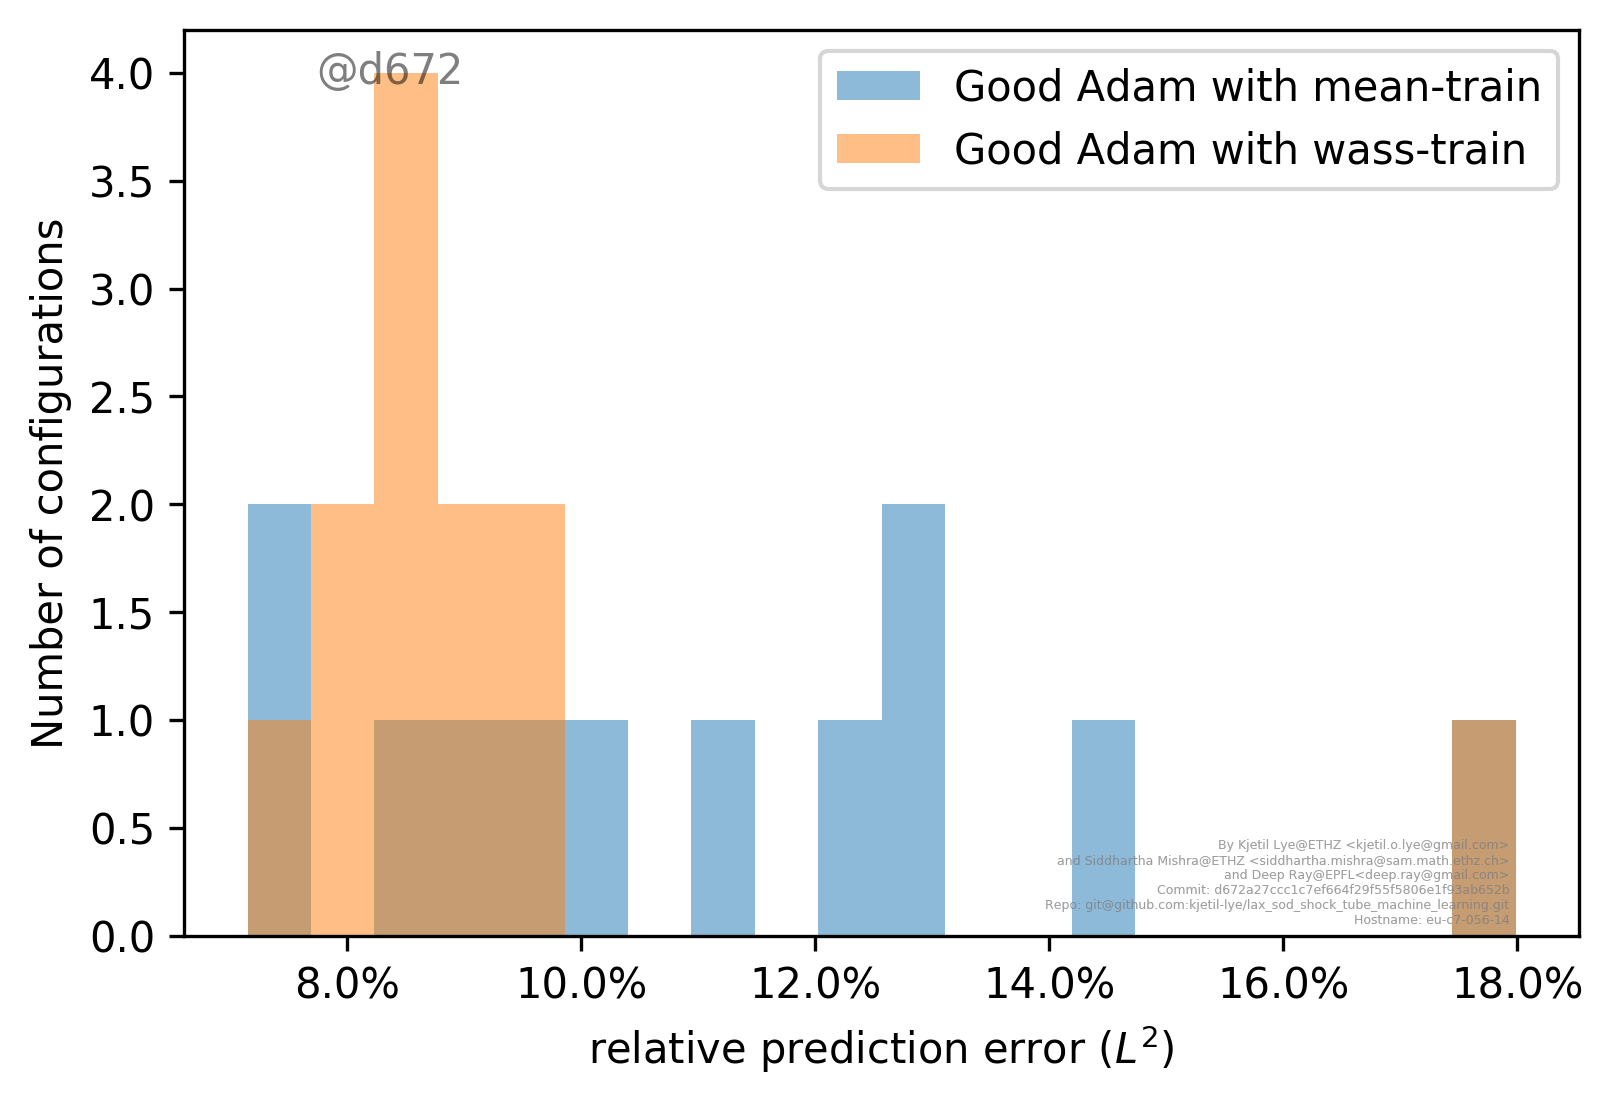 @d672
Good Adam with mean-train
Good Adam with wass-train
4.0
3.5
3.0
2.5
2.0
1.5
1.0
0.5
0.0
Number of configurations
By Kjetil Lye@ETHZ <kjetil.o.lye@gmail.com>
and Siddhartha Mishra@ETHZ <siddhartha.mishra@sam.math.ethz.ch>
and Deep Ray@EPFL<deep.ray@gmail.com>
Commit: d672a27ccc1c7ef664f29f55f5806e1f93ab652b
Repo: git@github.com:kjetil-lye/lax_sod_shock_tube_machine_learning.git
Hostname: eu-c7-056-14
8.0% 10.0% 12.0% 14.0% 16.0% 18.0%
relative prediction error (L²)